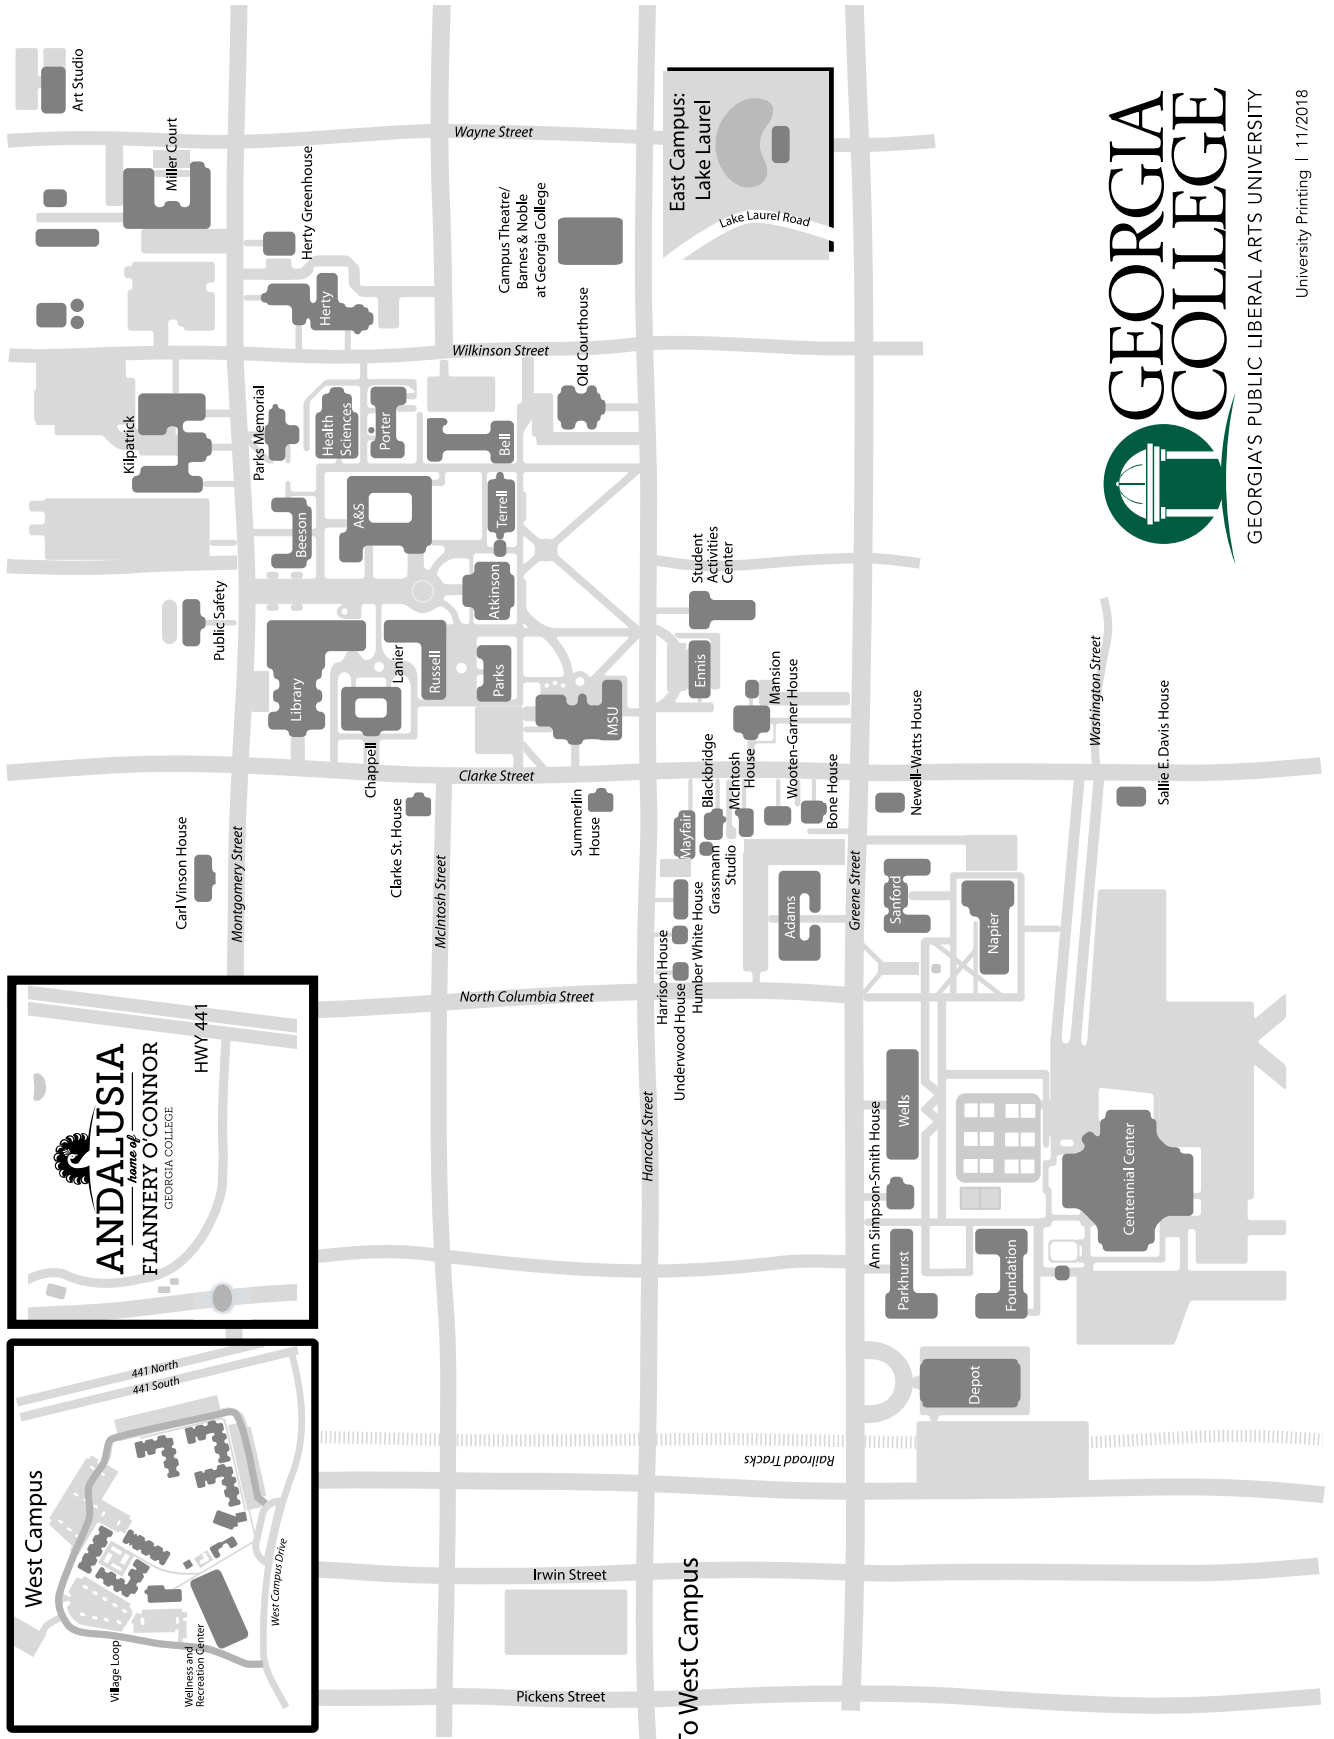 Art Studio
Miller Court
Wayne Street
Herty Greenhouse
Campus Theatre/
Barnes & Noble
at Georgia College
East Campus:
Lake Laurel
Lake Laurel Road
Herty
Wilkinson Street
Old Courthouse
Kilpatrick
Parks Memorial
Health
Sciences
Porter
Bell
Beeson
A&S
Terrell
Atkinson
Student
Activities
Center
Public Safety
Library
Lanier
Russell
Parks
Chappell
MSU
Ennis
Mansion
Wooten-Garner House
Clarke Street
Clarke St. House
Summerlin
House
Blackbridge
McIntosh
House
Mayfair
Grassmann
Studio
Bone House
Newell-Watts House
Washington Street
Sallie E. Davis House
Carl Vinson House
Montgomery Street
McIntosh Street
Greene Street
Adams
Sanford
Napier
Harrison House
Underwood House
Humber White House
North Columbia Street
Hancock Street
Wells
Ann Simpson-Smith House
Parkhurst
Foundation
Centennial Center
Depot
Railroad Tracks
Irwin Street
Pickens Street
To West Campus
HWY 441
ANDALUSIA
home of
FLANNERY O'CONNOR
GEORGIA COLLEGE
West Campus
441 North
441 South
West Campus Drive
Village Loop
Wellness and
Recreation Center
GEORGIA
COLLEGE
GEORGIA'S PUBLIC LIBERAL ARTS UNIVERSITY
University Printing | 11/2018